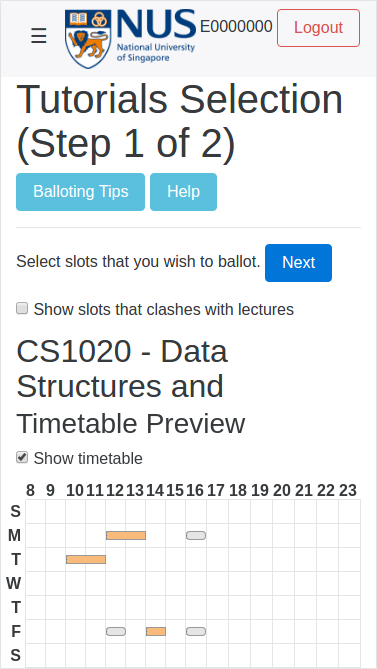 ☰ NUS National University of Singapore E0000000 Logout
Tutorials Selection
(Step 1 of 2)
Balloting Tips Help
Select slots that you wish to ballot. Next
Show slots that clashes with lectures
CS1020 - Data
Structures and
Timetable Preview
Show timetable
8 9 10 11 12 13 14 15 16 17 18 19 20 21 22 23
S
M
T
W
T
F
S